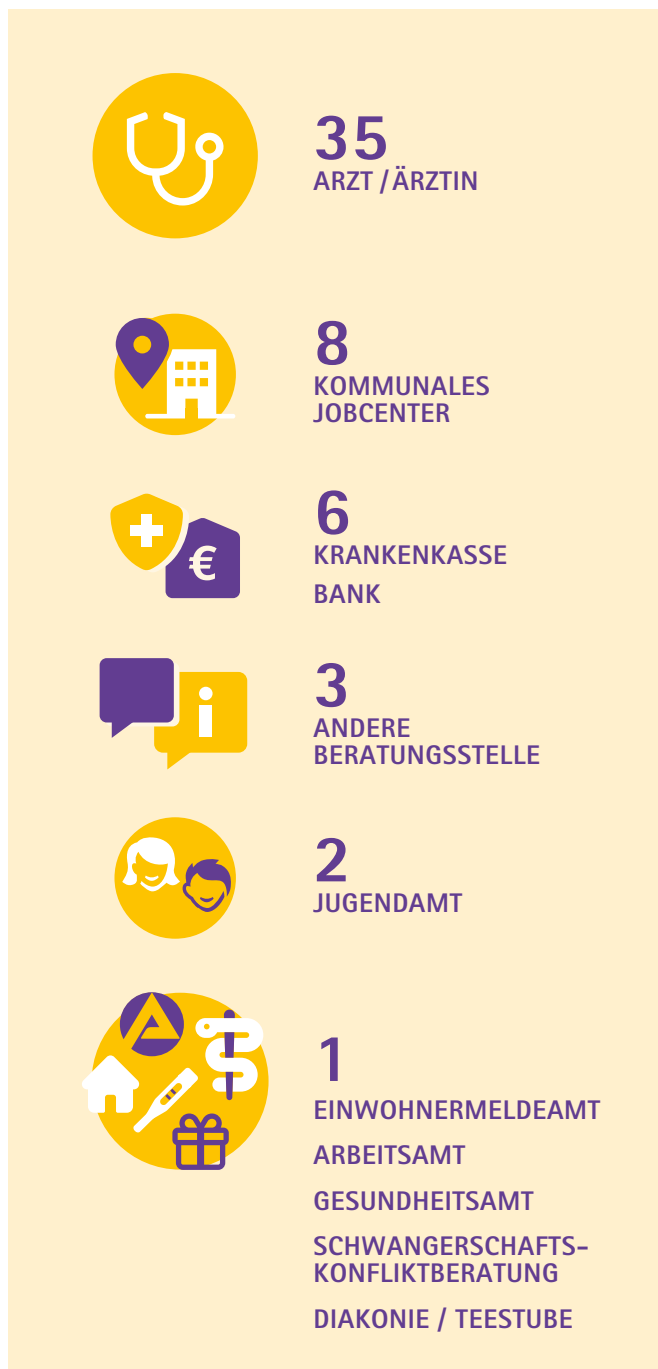 35
ARZT / ÄRZTIN
8
KOMMUNALES
JOBCENTER
6
KRANKENKASSE
BANK
€
3
ANDERE
BERATUNGSSTELLE
i
2
JUGENDAMT
1
EINWOHNERMELDEAMT
ARBEITSAMT
GESUNDHEITSAMT
SCHWANGERSCHAFTS-
KONFLIKTBERATUNG
DIAKONIE / TEESTUBE